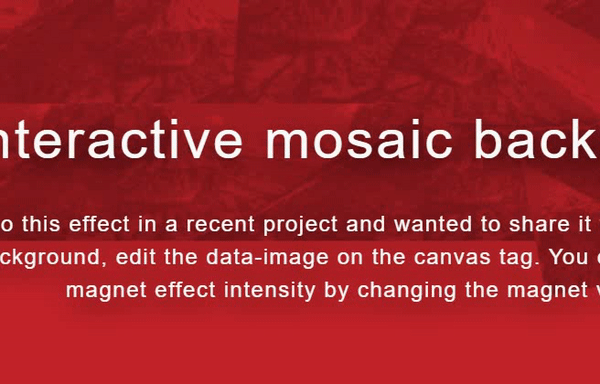 nteractive mosaic back
o this effect in a recent project and wanted to share it
ckground, edit the data-image on the canvas tag. You
magnet effect intensity by changing the magnet